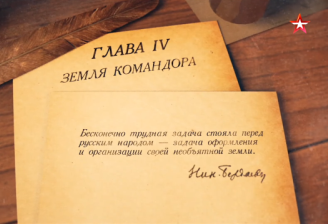 ГЛАВА IV
ЗЕМЛЯ КОМАНДОРА
Бесконечно трудная задача стояла перед
русским народом — задача оформления
и организации своей необъятной земли.